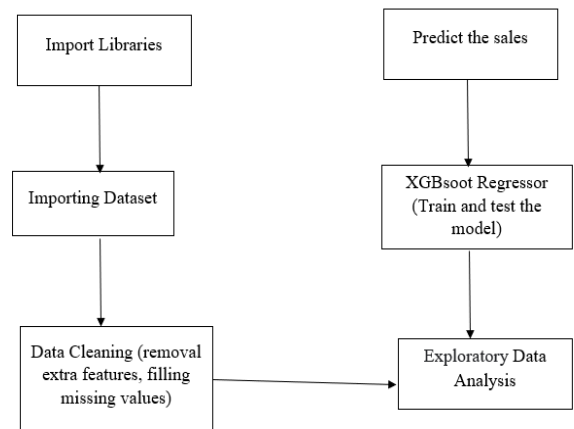 Import Libraries
Predict the sales
Importing Dataset
XGBsoot Regressor
(Train and test the
model)
Data Cleaning (removal
extra features, filling
missing values)
Exploratory Data
Analysis